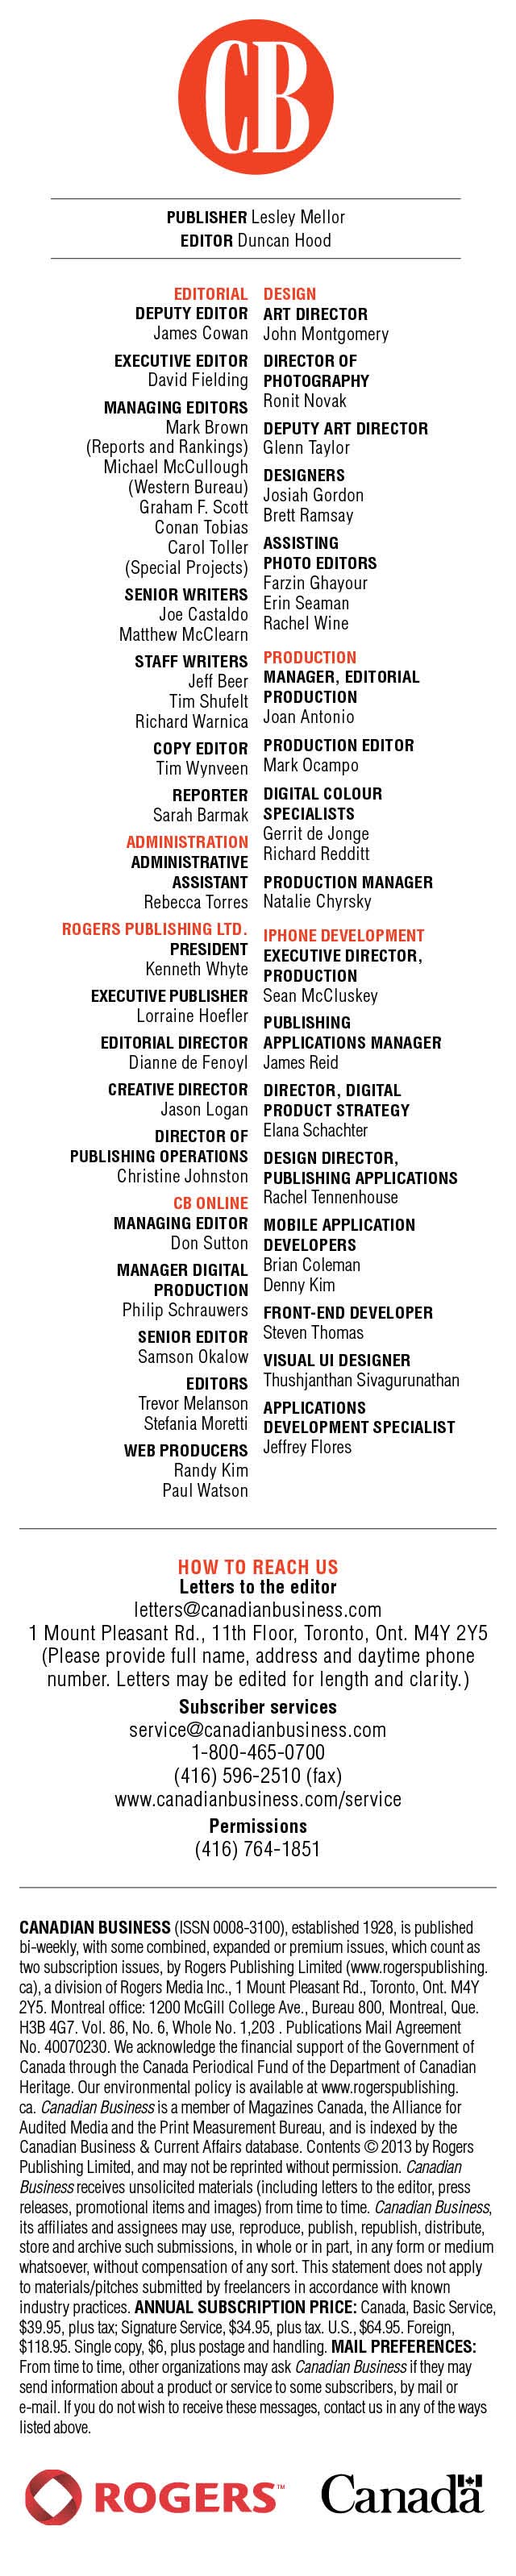 CB
PUBLISHER Lesley Mellor
EDITOR Duncan Hood
EDITORIAL
DEPUTY EDITOR
James Cowan
EXECUTIVE EDITOR
David Fielding
MANAGING EDITORS
Mark Brown
(Reports and Rankings)
Michael McCullough
(Western Bureau)
Graham F. Scott
Conan Tobias
Carol Toller
(Special Projects)
SENIOR WRITERS
Joe Castaldo
Matthew McClearn
STAFF WRITERS
Jeff Beer
Tim Shufelt
Richard Warnica
COPY EDITOR
Tim Wynveen
REPORTER
Sarah Barmak
ADMINISTRATION
ADMINISTRATIVE
ASSISTANT
Rebecca Torres
ROGERS PUBLISHING LTD.
PRESIDENT
Kenneth Whyte
EXECUTIVE PUBLISHER
Lorraine Hoefler
EDITORIAL DIRECTOR
Dianne de Fenoyl
CREATIVE DIRECTOR
Jason Logan
DIRECTOR OF
PUBLISHING OPERATIONS
Christine Johnston
CB ONLINE
MANAGING EDITOR
Don Sutton
MANAGER DIGITAL
PRODUCTION
Philip Schrauwers
SENIOR EDITOR
Samson Okalow
EDITORS
Trevor Melanson
Stefania Moretti
WEB PRODUCERS
Randy Kim
Paul Watson
DESIGN
ART DIRECTOR
John Montgomery
DIRECTOR OF
PHOTOGRAPHY
Ronit Novak
DEPUTY ART DIRECTOR
Glenn Taylor
DESIGNERS
Josiah Gordon
Brett Ramsay
ASSISTING
PHOTO EDITORS
Farzin Ghayour
Erin Seaman
Rachel Wine
PRODUCTION
MANAGER, EDITORIAL
PRODUCTION
Joan Antonio
PRODUCTION EDITOR
Mark Ocampo
DIGITAL COLOUR
SPECIALISTS
Gerrit de Jonge
Richard Redditt
PRODUCTION MANAGER
Natalie Chyrsky
IPHONE DEVELOPMENT
EXECUTIVE DIRECTOR,
PRODUCTION
Sean McCluskey
PUBLISHING
APPLICATIONS MANAGER
James Reid
DIRECTOR, DIGITAL
PRODUCT STRATEGY
Elana Schachter
DESIGN DIRECTOR,
PUBLISHING APPLICATIONS
Rachel Tennenhouse
MOBILE APPLICATION
DEVELOPERS
Brian Coleman
Denny Kim
FRONT-END DEVELOPER
Steven Thomas
VISUAL UI DESIGNER
Thushjanthan Sivagurunathan
APPLICATIONS
DEVELOPMENT SPECIALIST
Jeffrey Flores
HOW TO REACH US
Letters to the editor
letters@canadianbusiness.com
1 Mount Pleasant Rd., 11th Floor, Toronto, Ont. M4Y 2Y5
(Please provide full name, address and daytime phone
number. Letters may be edited for length and clarity.)
Subscriber services
service@canadianbusiness.com
1-800-465-0700
(416) 596-2510 (fax)
www.canadianbusiness.com/service
Permissions
(416) 764-1851
CANADIAN BUSINESS (ISSN 0008-3100), established 1928, is published
bi-weekly, with some combined, expanded or premium issues, which count as
two subscription issues, by Rogers Publishing Limited (www.rogerspublishing.
ca), a division of Rogers Media Inc., 1 Mount Pleasant Rd., Toronto, Ont. M4Y
2Y5. Montreal office: 1200 McGill College Ave., Bureau 800, Montreal, Que.
H3B 4G7. Vol. 86, No. 6, Whole No. 1,203 . Publications Mail Agreement
No. 40070230. We acknowledge the financial support of the Government of
Canada through the Canada Periodical Fund of the Department of Canadian
Heritage. Our environmental policy is available at www.rogerspublishing.
ca. Canadian Business is a member of Magazines Canada, the Alliance for
Audited Media and the Print Measurement Bureau, and is indexed by the
Canadian Business & Current Affairs database. Contents © 2013 by Rogers
Publishing Limited, and may not be reprinted without permission. Canadian
Business receives unsolicited materials (including letters to the editor, press
releases, promotional items and images) from time to time. Canadian Business,
its affiliates and assignees may use, reproduce, publish, republish, distribute,
store and archive such submissions, in whole or in part, in any form or medium
whatsoever, without compensation of any sort. This statement does not apply
to materials/pitches submitted by freelancers in accordance with known
industry practices. ANNUAL SUBSCRIPTION PRICE: Canada, Basic Service,
$39.95, plus tax; Signature Service, $34.95, plus tax. U.S., $64.95. Foreign,
$118.95. Single copy, $6, plus postage and handling. MAIL PREFERENCES:
From time to time, other organizations may ask Canadian Business if they may
send information about a product or service to some subscribers, by mail or
e-mail. If you do not wish to receive these messages, contact us in any of the ways
listed above.
ROGERS™
Canada